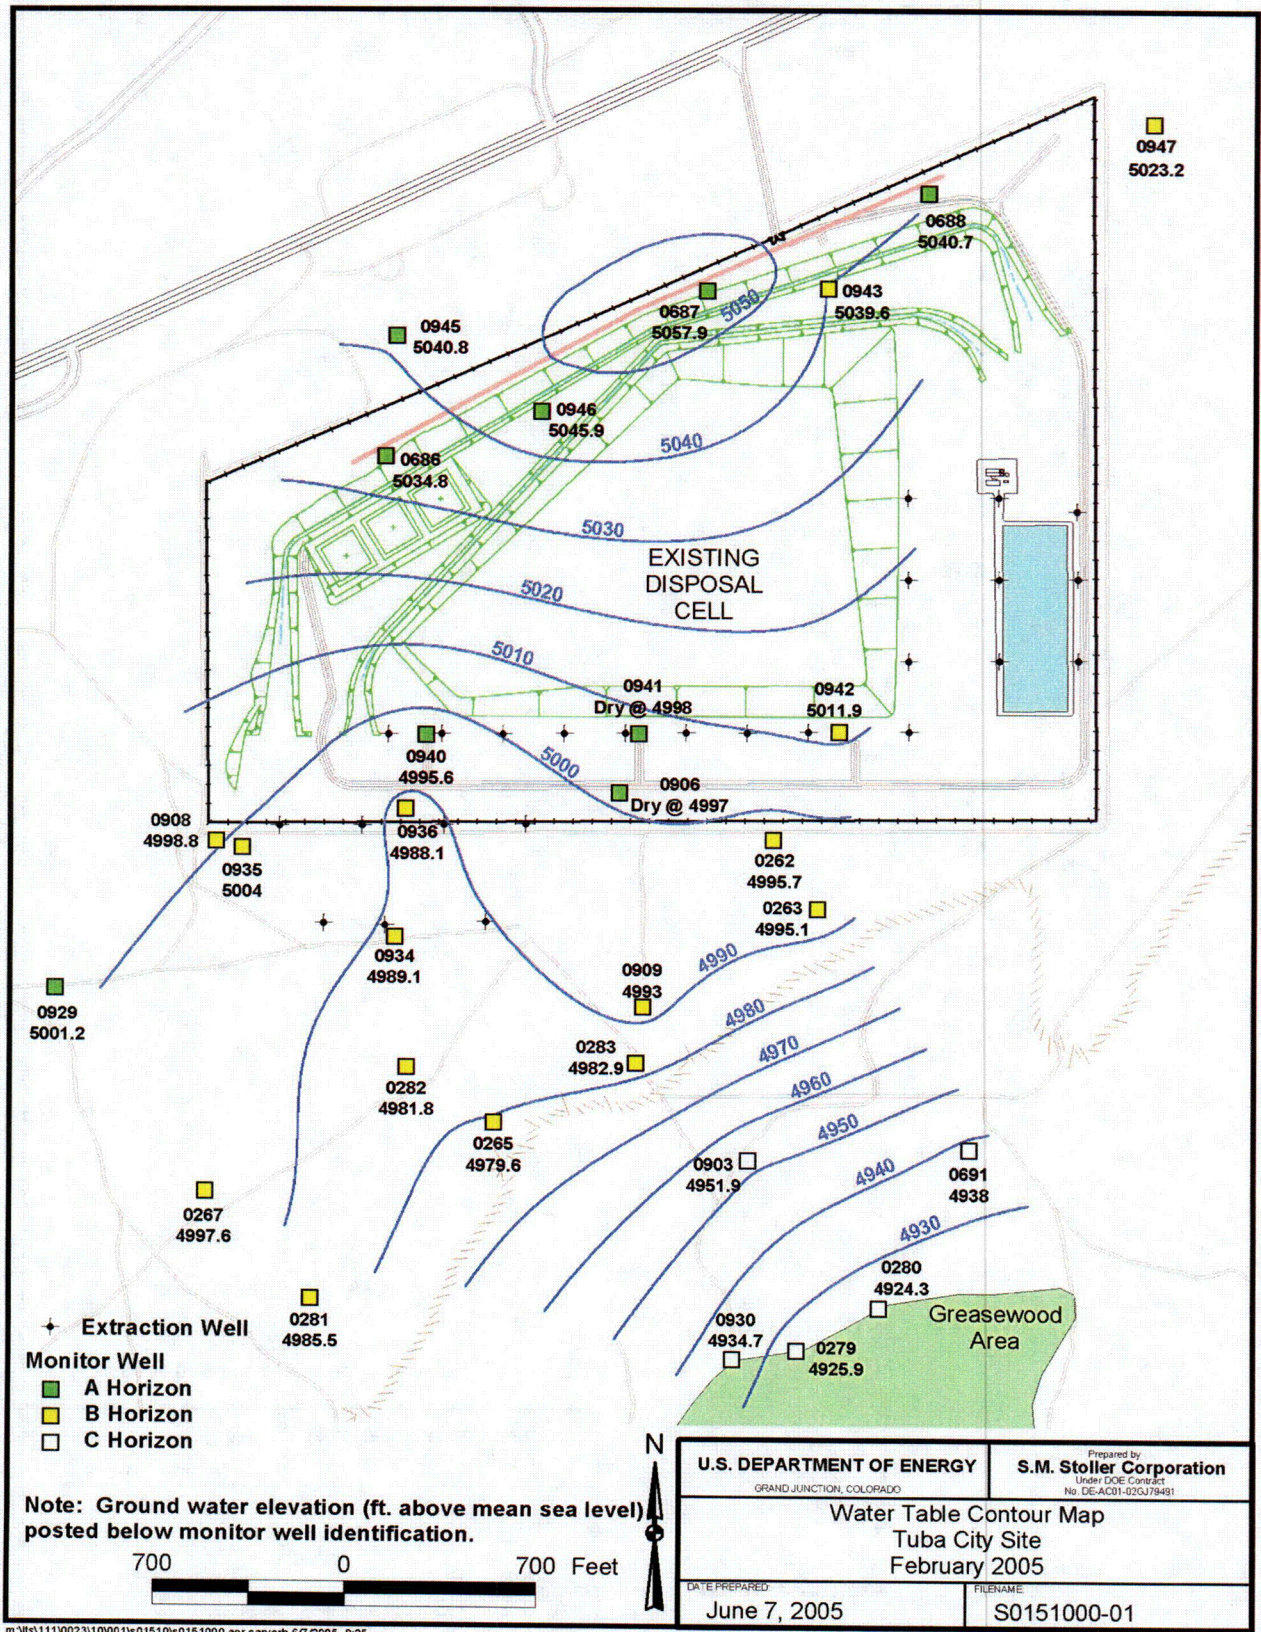 0947
5023.2
0688
5040.7
0687
5057.9
5050
0943
5039.6
0945
5040.8
0946
5045.9
5040
0686
5034.8
5030
EXISTING
DISPOSAL
CELL
5020
5010
0941
Dry @ 4998
0942
5011.9
5000
0940
4995.6
0906
Dry @ 4997
0908
4998.8
0936
4988.1
0935
5004
0262
4995.7
0263
4995.1
0934
4989.1
4990
0909
4993
0929
5001.2
4980
0283
4982.9
4970
0282
4981.8
4960
4950
0265
4979.6
0903
4951.9
4940
0691
4938
0267
4997.6
4930
0280
4924.3
0281
4985.5
0930
4934.7
0279
4925.9
Greasewood
Area
Extraction Well
Monitor Well
A Horizon
B Horizon
C Horizon
Note: Ground water elevation (ft. above mean sea level)
posted below monitor well identification.
700 0 700 Feet
N
U.S. DEPARTMENT OF ENERGY
GRAND JUNCTION, COLORADO
Prepared by
S.M. Stoller Corporation
Under DOE Contract
No. DE-AC01-02GJ79491
Water Table Contour Map
Tuba City Site
February 2005
DATE PREPARED:
June 7, 2005
FILENAME:
S0151000-01